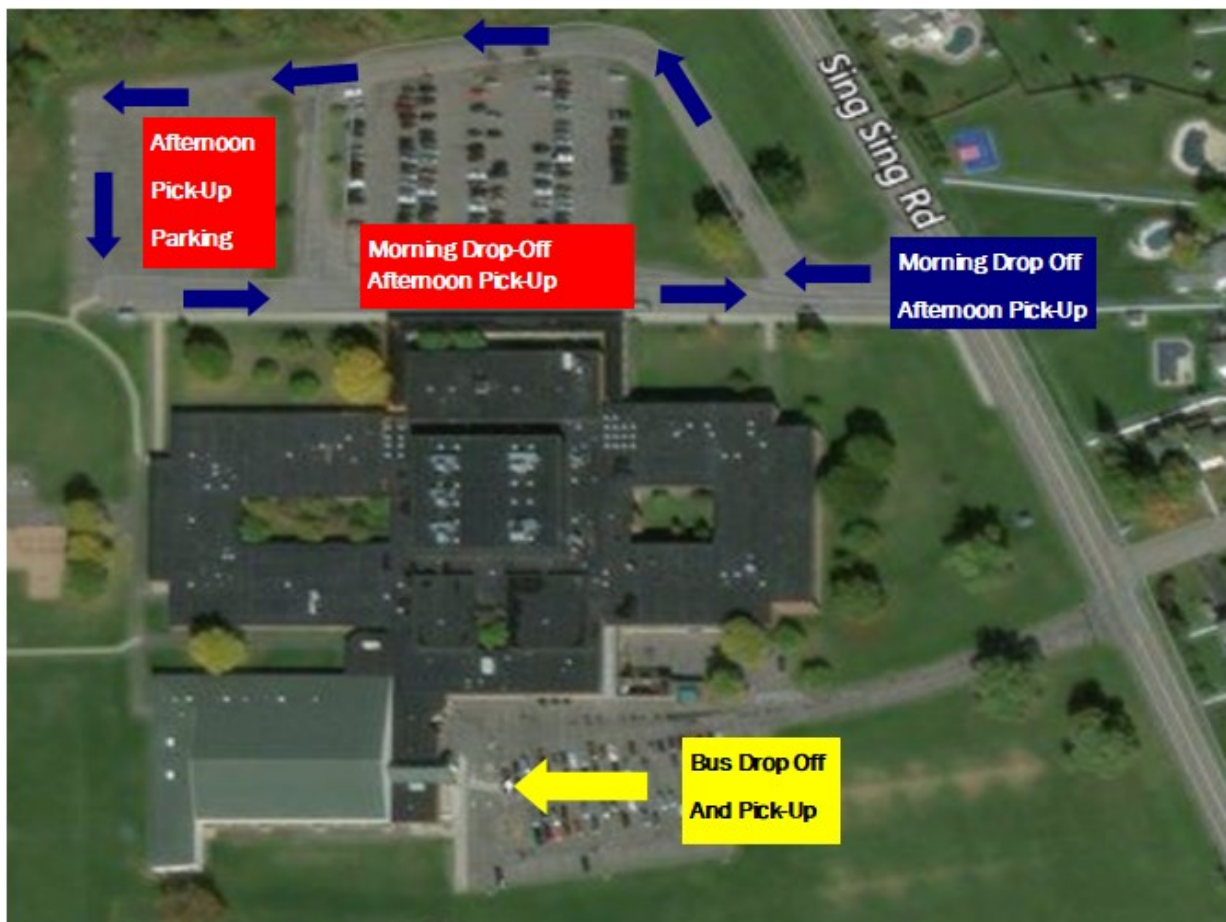 Sing Sing Rd
Afternoon
Pick-Up
Parking
Morning Drop-Off
Afternoon Pick-Up
Morning Drop Off
Afternoon Pick-Up
Bus Drop Off
And Pick-Up